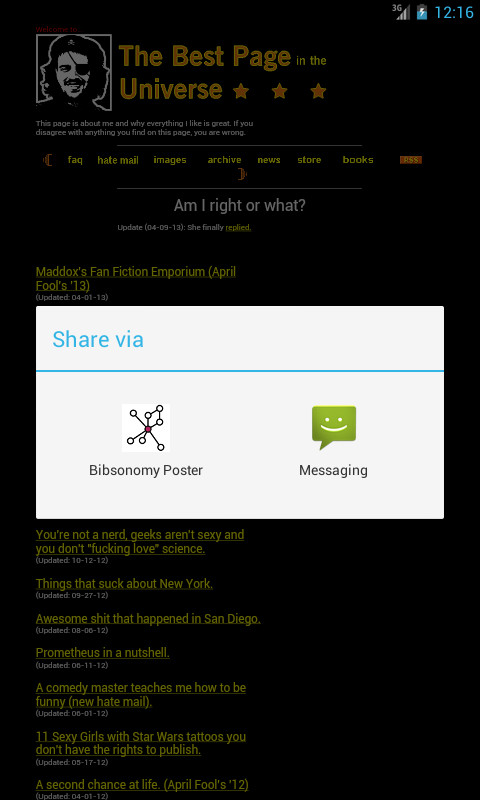 3G 12:16
Welcome to...
The Best Page in the
Universe
This page is about me and why everything I like is great. If you
disagree with anything you find on this page, you are wrong.
faq hate mail images archive news store books RSS
Am I right or what?
Update (04-09-13): She finally replied.
Maddox's Fan Fiction Emporium (April
Fool's '13)
(Updated: 04-01-13)
Share via
Bibsonomy Poster Messaging
You're not a nerd, geeks aren't sexy and
you don't "fucking love" science.
(Updated: 10-12-12)
Things that suck about New York.
(Updated: 09-27-12)
Awesome shit that happened in San Diego.
(Updated: 08-06-12)
Prometheus in a nutshell.
(Updated: 06-11-12)
A comedy master teaches me how to be
funny (new hate mail).
(Updated: 06-01-12)
11 Sexy Girls with Star Wars tattoos you
don't have the rights to publish.
(Updated: 05-17-12)
A second chance at life. (April Fool's '12)
(Updated: 04-01-12)